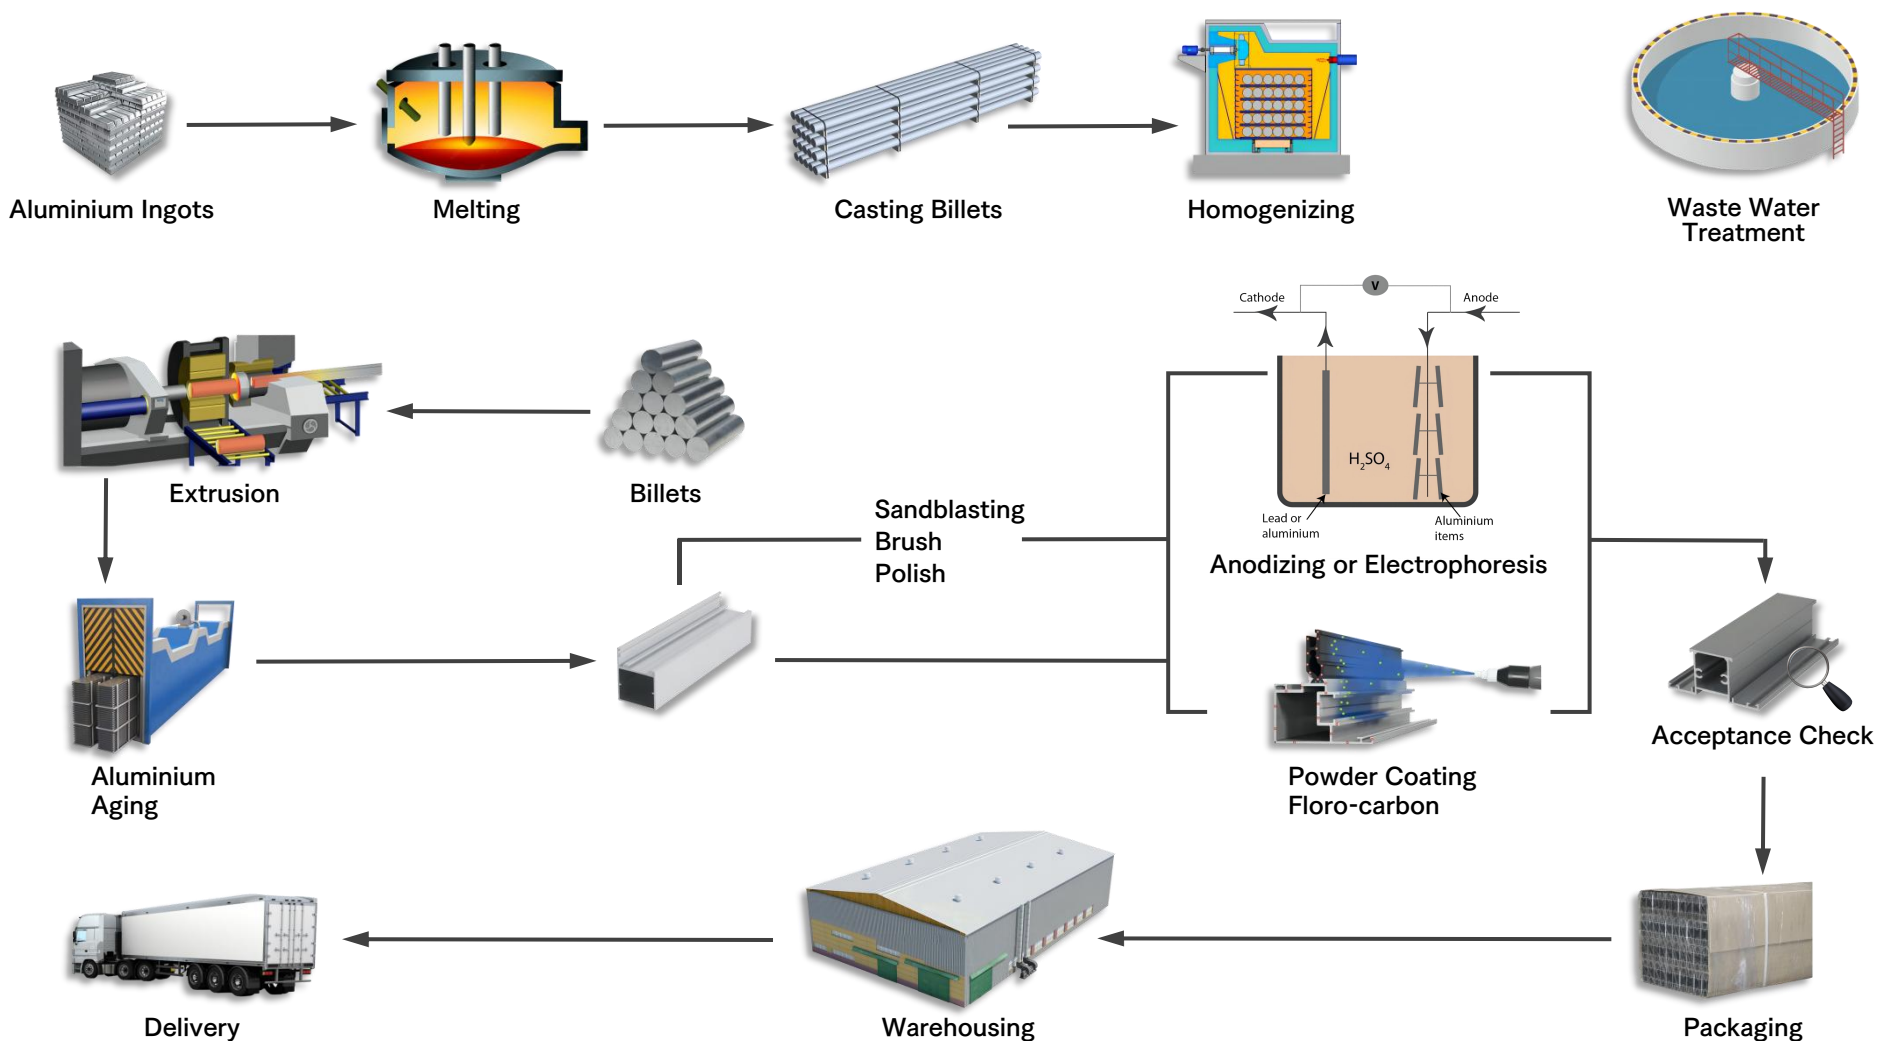 Aluminium Ingots
Melting
Casting Billets
Homogenizing
Waste Water
Treatment
V
Cathode
Anode
H₂SO₄
Lead or
aluminium
Aluminium
items
Anodizing or Electrophoresis
Extrusion
Billets
Sandblasting
Brush
Polish
Aluminium
Aging
Powder Coating
Floro-carbon
Acceptance Check
Delivery
Warehousing
Packaging